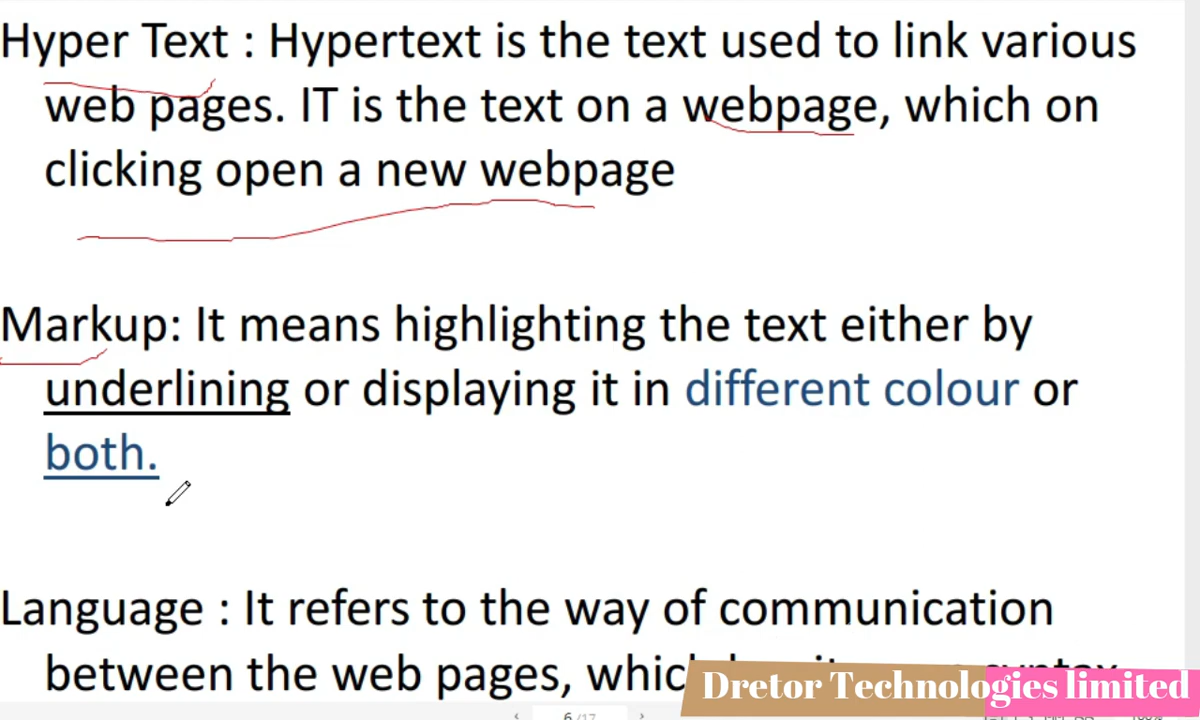 Hyper Text : Hypertext is the text used to link various
web pages. IT is the text on a webpage, which on
clicking open a new webpage
Markup: It means highlighting the text either by
underlining or displaying it in different colour or
both.
Language : It refers to the way of communication
between the web pages, which
Dretor Technologies limited
6 /17